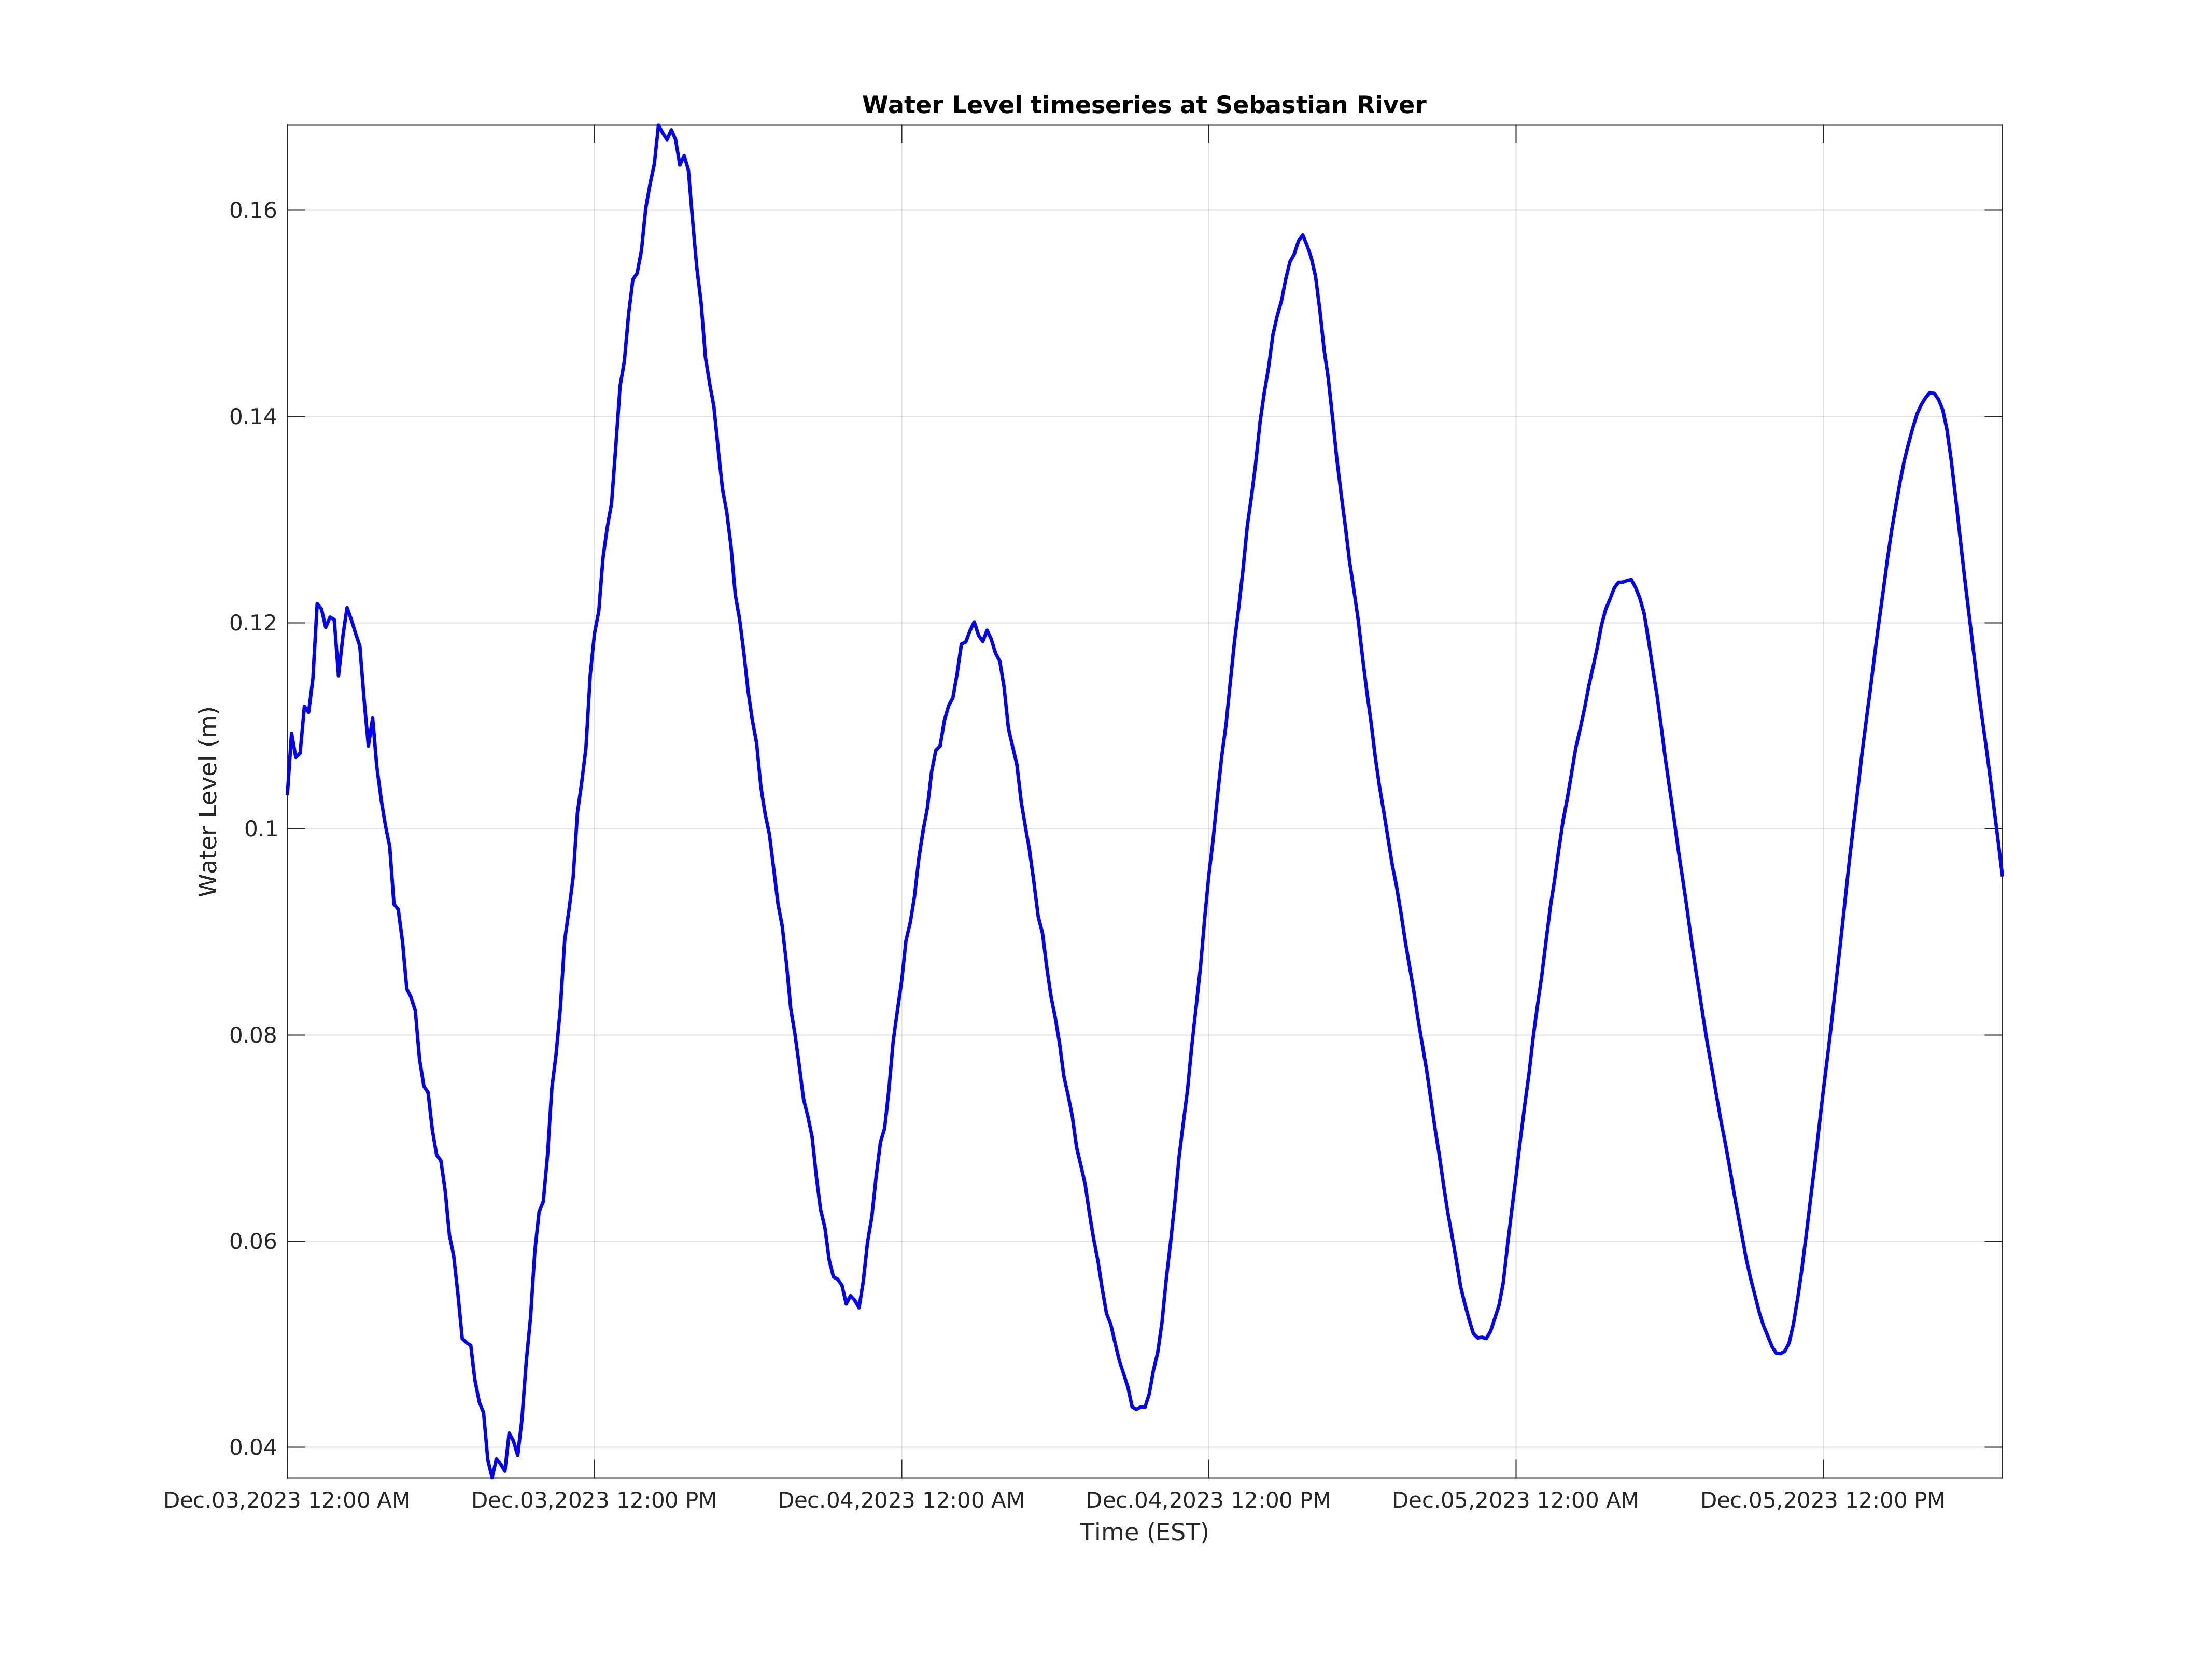 Water Level timeseries at Sebastian River
0.16
0.14
0.12
0.1
0.08
0.06
0.04
Water Level (m)
Dec.03,2023 12:00 AM
Dec.03,2023 12:00 PM
Dec.04,2023 12:00 AM
Dec.04,2023 12:00 PM
Dec.05,2023 12:00 AM
Dec.05,2023 12:00 PM
Time (EST)